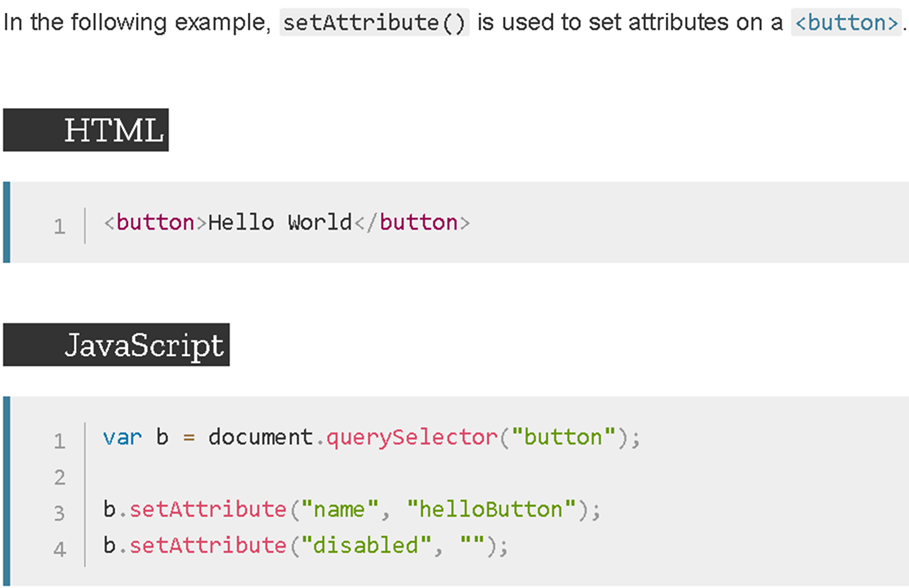 In the following example, setAttribute() is used to set attributes on a <button>.
HTML
1 <button>Hello World</button>
JavaScript
1 var b = document.querySelector("button");
2
3 b.setAttribute("name", "helloButton");
4 b.setAttribute("disabled", "");